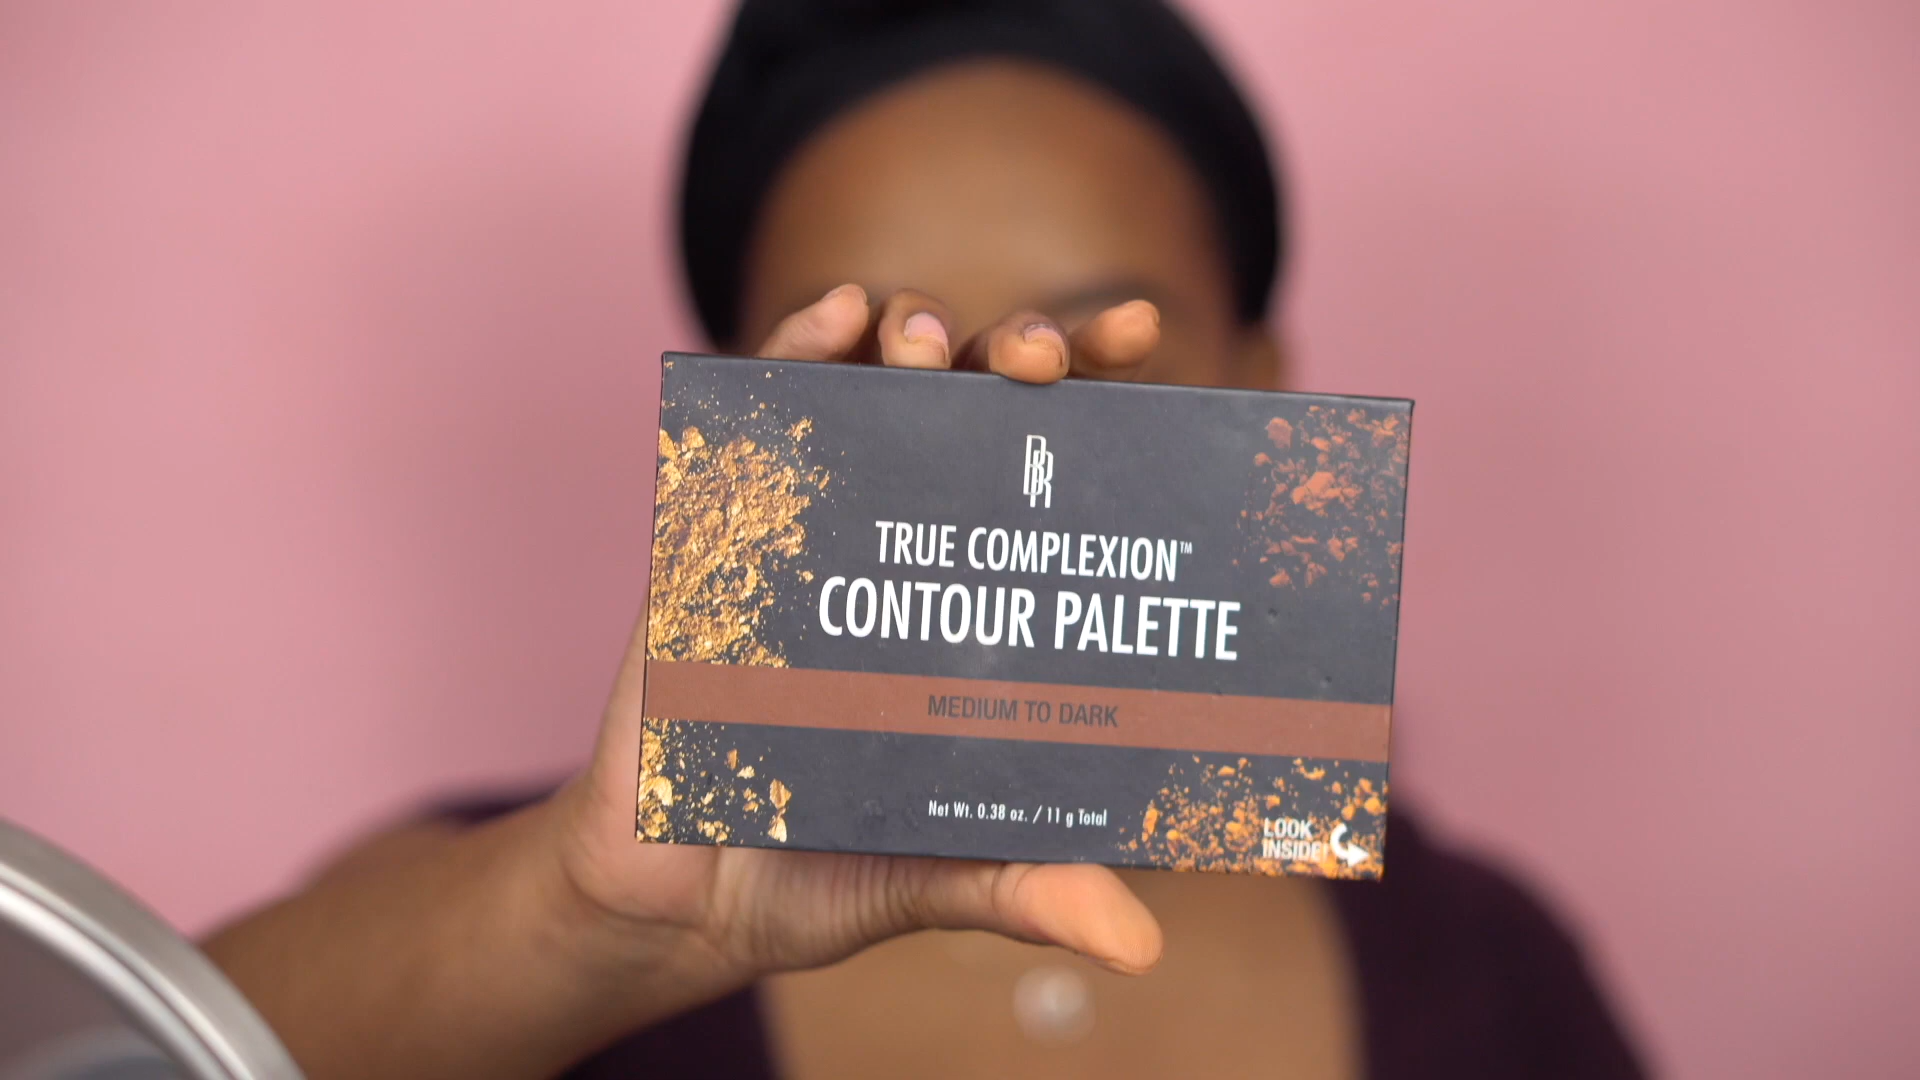 BR
TRUE COMPLEXION™
CONTOUR PALETTE
MEDIUM TO DARK
Net Wt. 0.38 oz. / 11 g Total
LOOK
INSIDE!